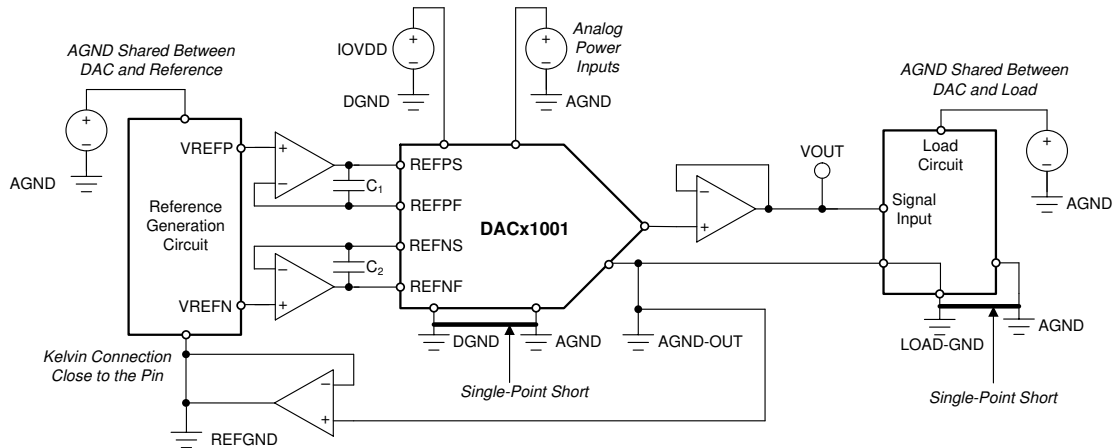 IOVDD
+
−
DGND
Analog
Power
Inputs
+
−
AGND
AGND Shared Between
DAC and Reference
+
−
AGND
AGND Shared Between
DAC and Load
+
−
AGND
VREFP
Reference
Generation
Circuit
VREFN
+
−
C1
−
+
C2
REFPS
REFPF
REFNS
REFNF
DACx1001
−
+
VOUT
Load
Circuit
Signal
Input
DGND
AGND
Single-Point Short
AGND-OUT
LOAD-GND
AGND
Single-Point Short
Kelvin Connection
Close to the Pin
−
+
REFGND